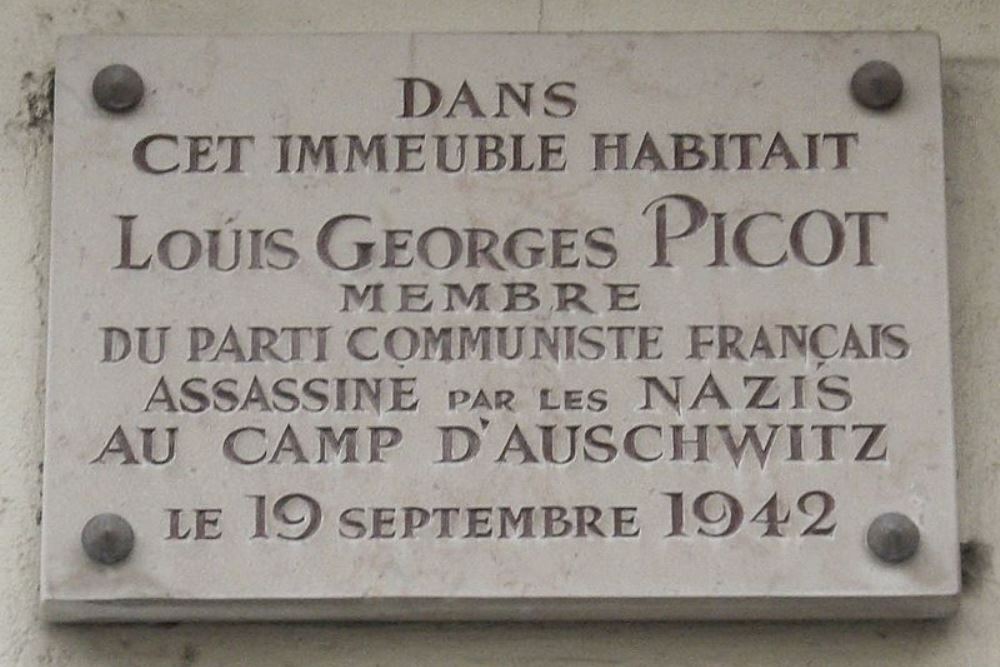 DANS
CET IMMEUBLE HABITAIT
LOUIS GEORGES PICOT
MEMBRE
DU PARTI COMMUNISTE FRANÇAIS
ASSASSINE PAR LES NAZIS
AU CAMP D'AUSCHWITZ
LE 19 SEPTEMBRE 1942